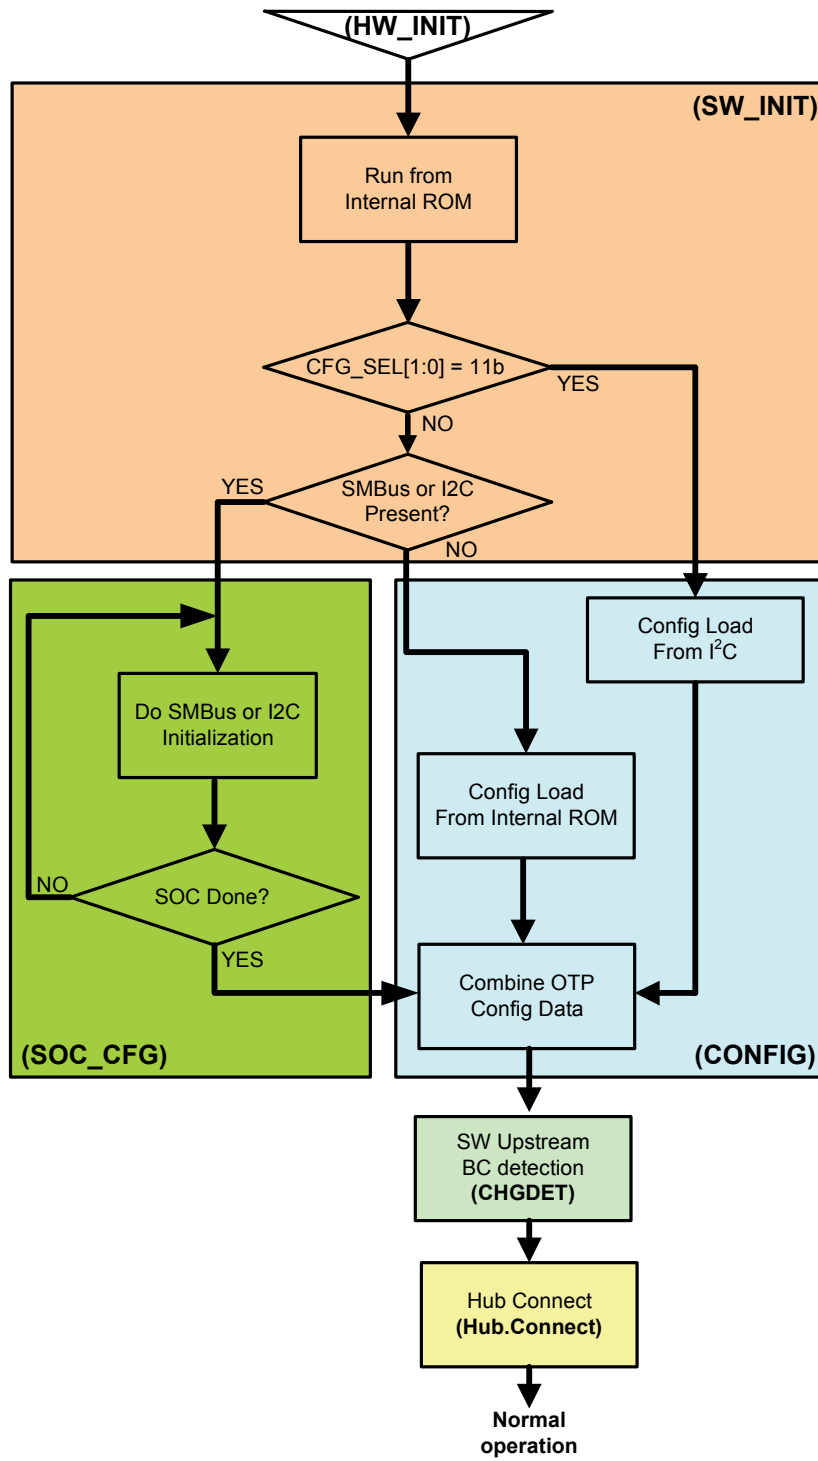 (HW_INIT)
(SW_INIT)
Run from
Internal ROM
CFG_SEL[1:0] = 11b
YES
NO
YES
SMBus or I2C
Present?
NO
Config Load
From I²C
Do SMBus or I2C
Initialization
Config Load
From Internal ROM
NO
SOC Done?
YES
Combine OTP
Config Data
(SOC_CFG)
(CONFIG)
SW Upstream
BC detection
(CHGDET)
Hub Connect
(Hub.Connect)
Normal
operation